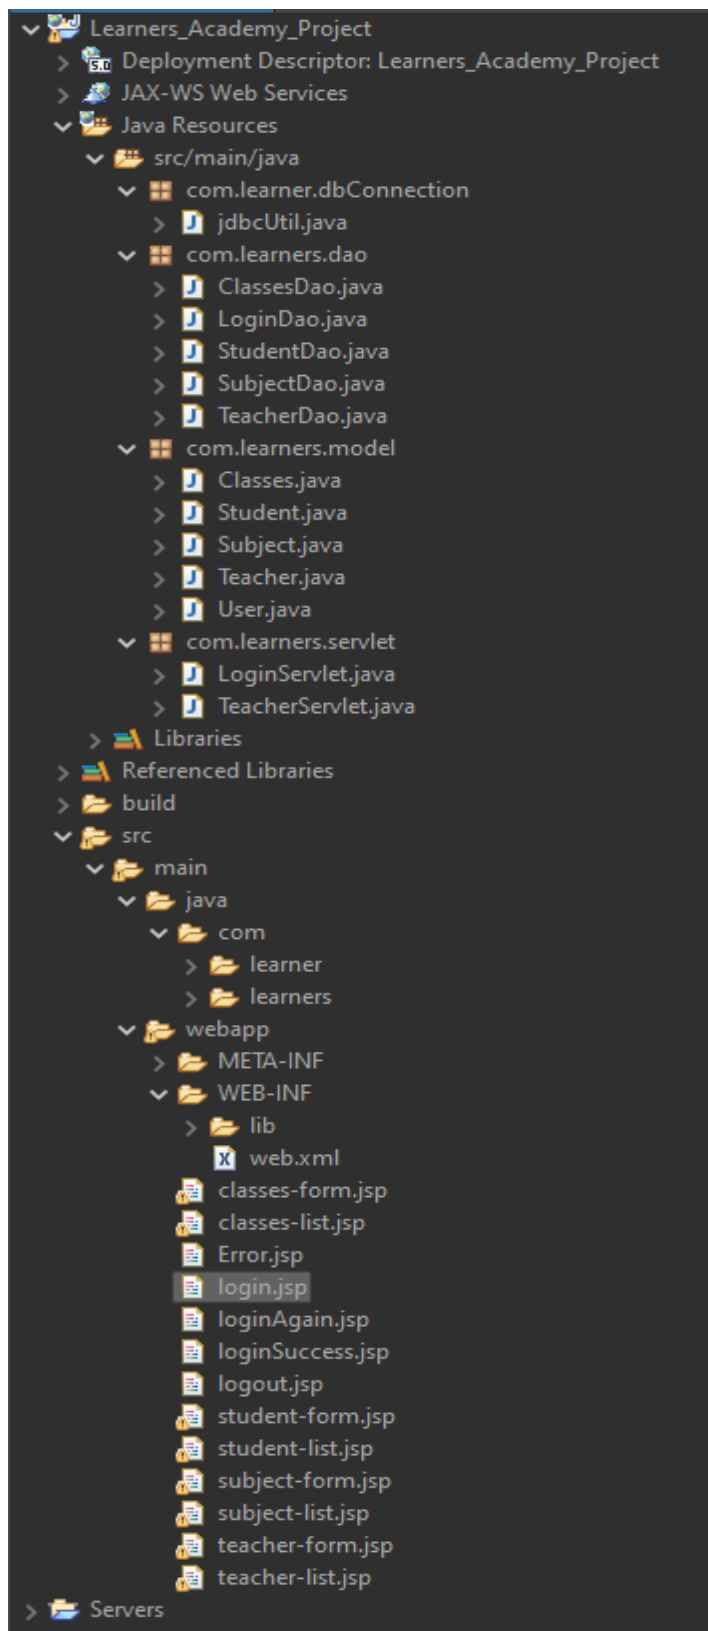 Learners_Academy_Project
5.0 Deployment Descriptor: Learners_Academy_Project
JAX-WS Web Services
Java Resources
src/main/java
com.learner.dbConnection
J jdbcUtil.java
com.learners.dao
J ClassesDao.java
J LoginDao.java
J StudentDao.java
J SubjectDao.java
J TeacherDao.java
com.learners.model
J Classes.java
J Student.java
J Subject.java
J Teacher.java
J User.java
com.learners.servlet
J LoginServlet.java
J TeacherServlet.java
Libraries
Referenced Libraries
build
src
main
java
com
learner
learners
webapp
META-INF
WEB-INF
lib
X web.xml
classes-form.jsp
classes-list.jsp
Error.jsp
login.jsp
loginAgain.jsp
loginSuccess.jsp
logout.jsp
student-form.jsp
student-list.jsp
subject-form.jsp
subject-list.jsp
teacher-form.jsp
teacher-list.jsp
Servers